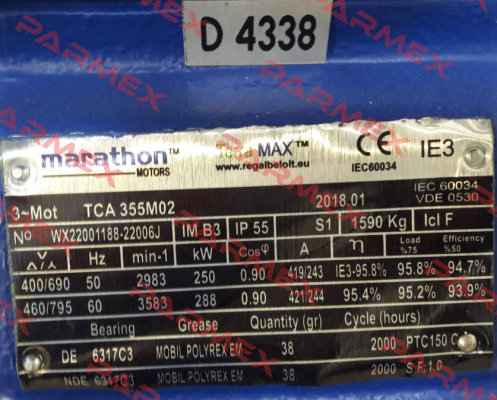 D 4338
marathon™ MAX™ CE IE3
MOTORS www.regalbeloit.eu IEC60034
IEC 60034
3~Mot TCA 355M02 2018.01 VDE 0530
Nº WX22001188-22006J IM B3 IP 55 S1 1590 Kg Icl F
Hz min-1 kW Cosφ A η Load %75 Efficiency %50
400/690 50 2983 250 0.90 419/243 IE3-95.8% 95.8% 94.7%
460/795 60 3583 288 0.90 421/244 95.4% 95.2% 93.9%
Bearing Grease Quantity (gr) Cycle (hours)
DE 6317C3 MOBIL POLYREX EM 38 2000 PTC150 C
NDE 6317C3 MOBIL POLYREX EM 38 2000 S.F:1.0
PARMEX